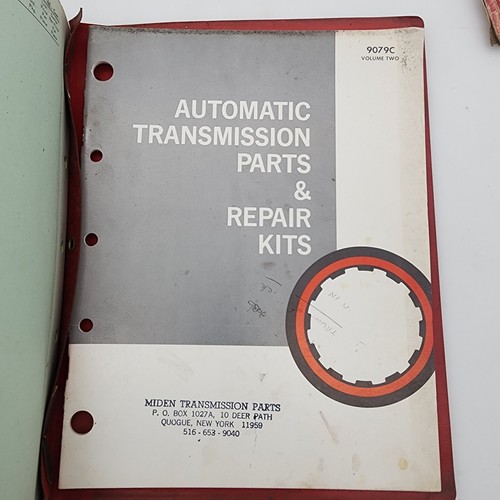 9079C
VOLUME TWO
AUTOMATIC
TRANSMISSION
PARTS
&
REPAIR
KITS
MIDEN TRANSMISSION PARTS
P. O. BOX 1027A, 10 DEER PATH
QUOGUE, NEW YORK 11959
516-653-9040